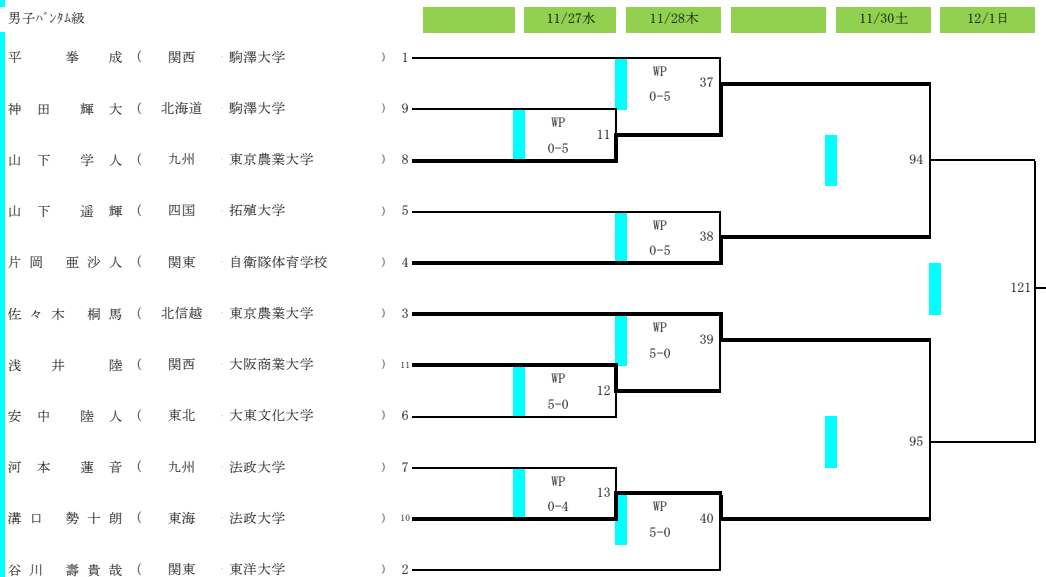 男子バンタム級 11/27水 11/28木 11/30土 12/1日
平 拳 成 ( 関西 ・ 駒澤大学 ) 1
WP 37
0-5
神 田 輝 大 ( 北海道 ・ 駒澤大学 ) 9
WP 11
0-5
山 下 学 人 ( 九州 ・ 東京農業大学 ) 8
94
山 下 遥 輝 ( 四国 ・ 拓殖大学 ) 5
WP 38
0-5
片 岡 亜 沙 人 ( 関東 ・ 自衛隊体育学校 ) 4
121
佐 々 木 桐 馬 ( 北信越 ・ 東京農業大学 ) 3
WP 39
5-0
浅 井 陸 ( 関西 ・ 大阪商業大学 ) 11
WP 12
5-0
安 中 陸 人 ( 東北 ・ 大東文化大学 ) 6
95
河 本 蓮 音 ( 九州 ・ 法政大学 ) 7
WP 13
0-4
溝 口 勢 十 朗 ( 東海 ・ 法政大学 ) 10
WP 40
5-0
谷 川 壽 貴 哉 ( 関東 ・ 東洋大学 ) 2